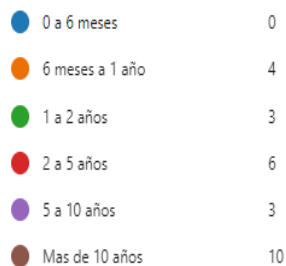 0 a 6 meses 0
6 meses a 1 año 4
1 a 2 años 3
2 a 5 años 6
5 a 10 años 3
Mas de 10 años 10